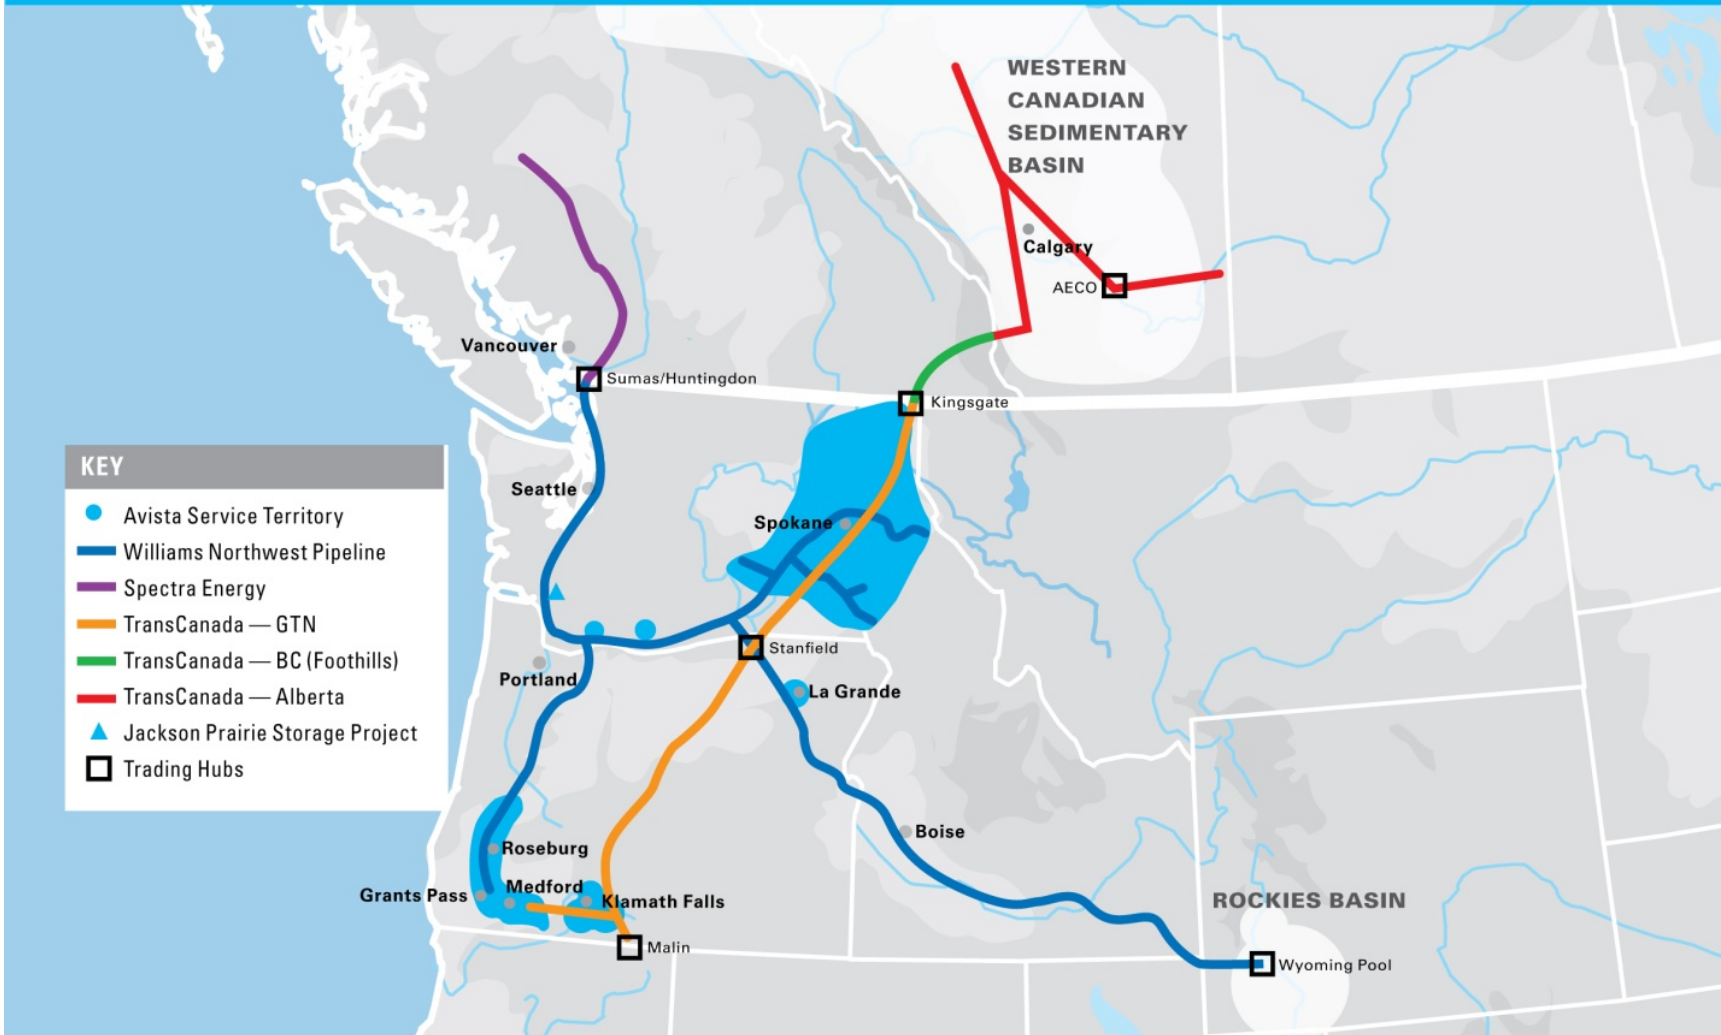 WESTERN
CANADIAN
SEDIMENTARY
BASIN
Calgary
AECO
Vancouver
Sumas/Huntingdon
Kingsgate
KEY
Avista Service Territory
Williams Northwest Pipeline
Spectra Energy
TransCanada — GTN
TransCanada — BC (Foothills)
TransCanada — Alberta
Jackson Prairie Storage Project
Trading Hubs
Seattle
Spokane
Stanfield
Portland
La Grande
Boise
Roseburg
Medford
Grants Pass
Klamath Falls
Malin
ROCKIES BASIN
Wyoming Pool